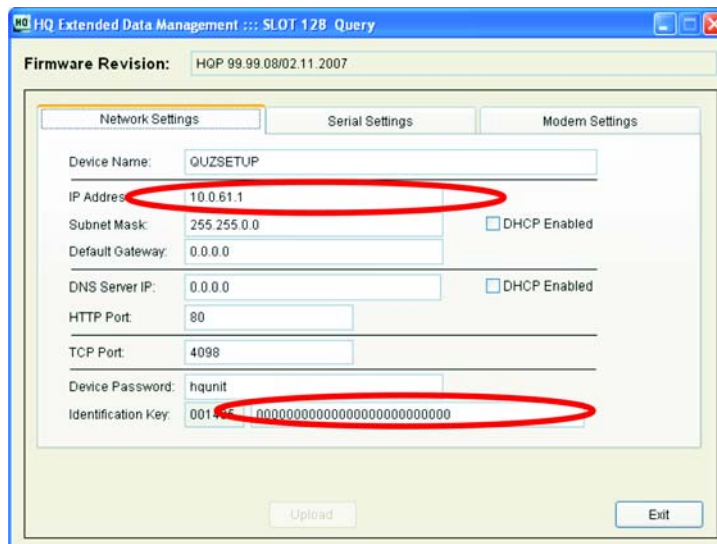 HQ HQ Extended Data Management ::: SLOT 128 Query
Firmware Revision: HQP 99.99.08/02.11.2007
Network Settings Serial Settings Modem Settings
Device Name: QUZSETUP
IP Address 10.0.61.1
Subnet Mask: 255.255.0.0 DHCP Enabled
Default Gateway: 0.0.0.0
DNS Server IP: 0.0.0.0 DHCP Enabled
HTTP Port: 80
TCP Port: 4098
Device Password: hqunit
Identification Key:
Upload Exit